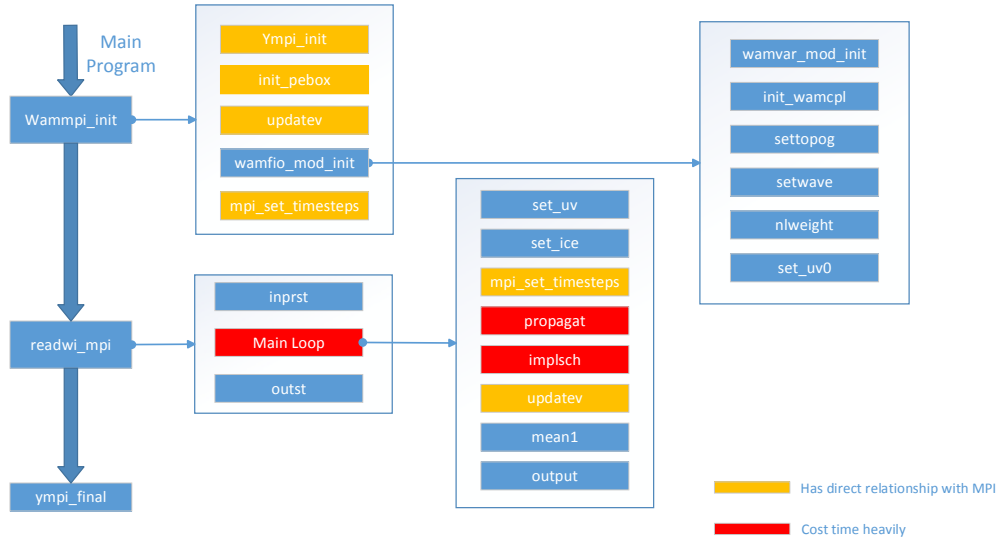 Main
Program
Wammpi_init
readwi_mpi
ympi_final
Ympi_init
init_pebox
updatev
wamfio_mod_init
mpi_set_timesteps
wamvar_mod_init
init_wamcpl
settopog
setwave
nlweight
set_uv0
inprst
Main Loop
outst
set_uv
set_ice
mpi_set_timesteps
propagat
implsch
updatev
mean1
output
Has direct relationship with MPI
Cost time heavily